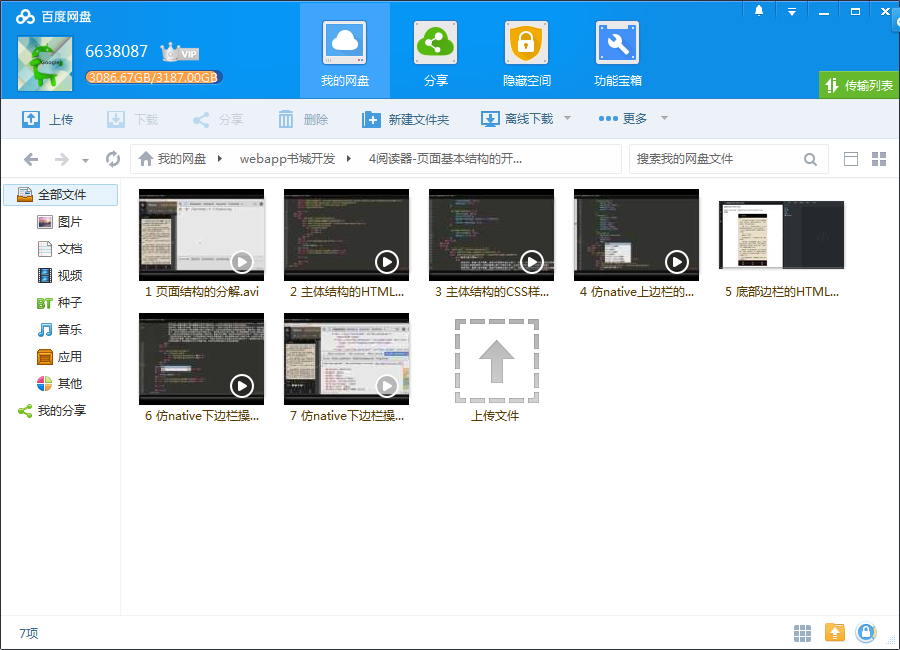 百度网盘
6638087
VIP
3086.67GB/3187.00GB
我的网盘
分享
隐藏空间
功能宝箱
传输列表
上传
下载
分享
删除
新建文件夹
离线下载
更多
我的网盘
webapp书城开发
4阅读器-页面基本结构的开...
搜索我的网盘文件
全部文件
图片
文档
视频
BT 种子
音乐
应用
其他
我的分享
1 页面结构的分解.avi
2 主体结构的HTML...
3 主体结构的CSS样...
4 仿native上边栏的...
5 底部边栏的HTML...
6 仿native下边栏操...
7 仿native下边栏操...
上传文件
7项